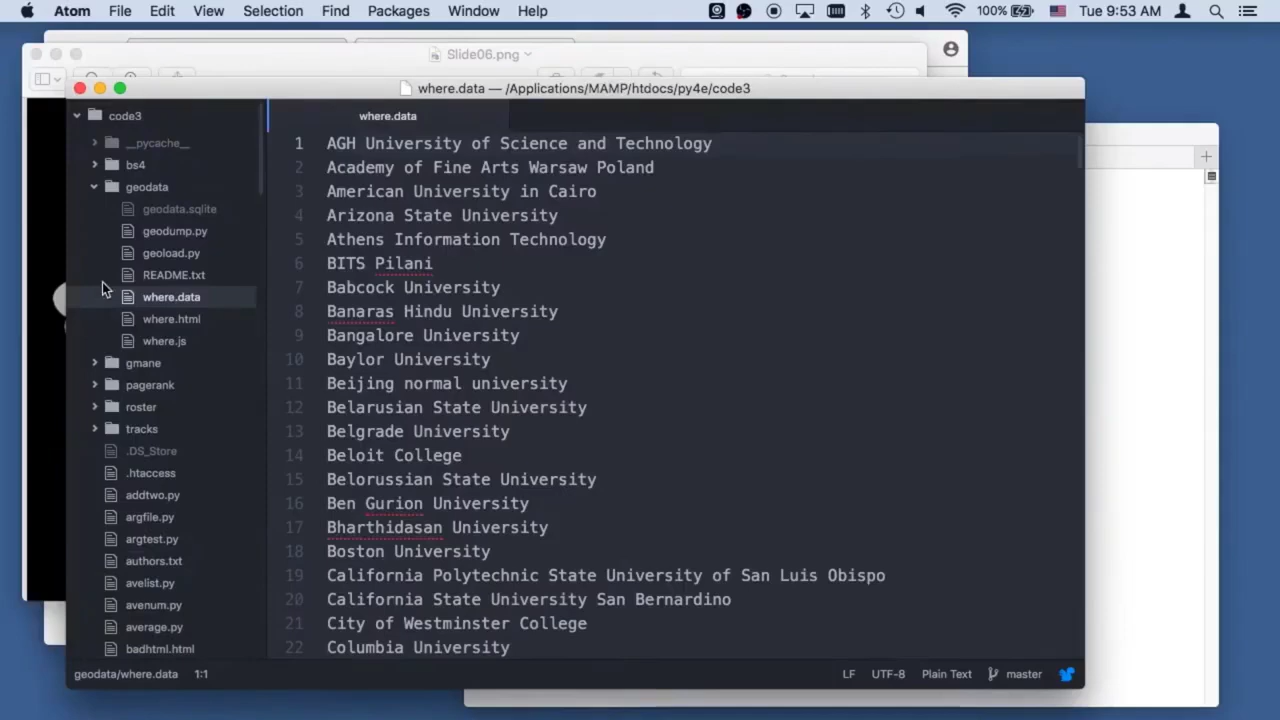 Atom File Edit View Selection Find Packages Window Help 100% Tue 9:53 AM
Slide06.png
where.data — /Applications/MAMP/htdocs/py4e/code3
code3
__pycache__
bs4
geodata
geodata.sqlite
geodump.py
geoload.py
README.txt
where.data
where.html
where.js
gmane
pagerank
roster
tracks
.DS_Store
.htaccess
addtwo.py
argfile.py
argtest.py
authors.txt
avelist.py
avenum.py
average.py
badhtml.html
where.data
1 AGH University of Science and Technology
2 Academy of Fine Arts Warsaw Poland
3 American University in Cairo
4 Arizona State University
5 Athens Information Technology
6 BITS Pilani
7 Babcock University
8 Banaras Hindu University
9 Bangalore University
10 Baylor University
11 Beijing normal university
12 Belarusian State University
13 Belgrade University
14 Beloit College
15 Belorussian State University
16 Ben Gurion University
17 Bharthidasan University
18 Boston University
19 California Polytechnic State University of San Luis Obispo
20 California State University San Bernardino
21 City of Westminster College
22 Columbia University
geodata/where.data 1:1 LF UTF-8 Plain Text master